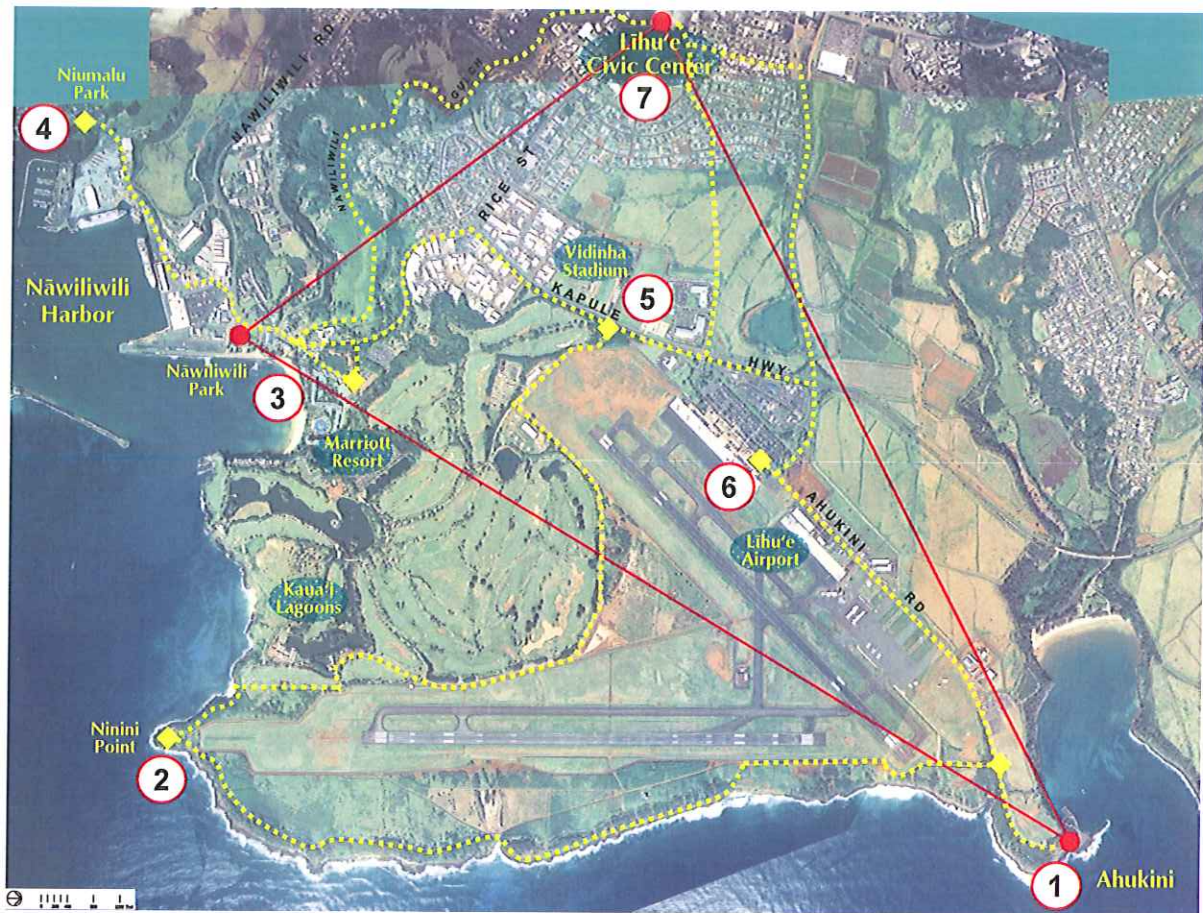 Līhu‘e
Civic Center
7
Niumalu
Park
4
NAWILIWILI RD
GULCH
NAWILIWILI
RICE ST
Vidinha
Stadium
5
KAPULE
HWY
Nāwiliwili
Harbor
Nāwiliwili
Park
3
Marriott
Resort
6
AHUKINI
RD
Līhu‘e
Airport
Kaua‘i
Lagoons
Ninini
Point
2
1
Ahukini